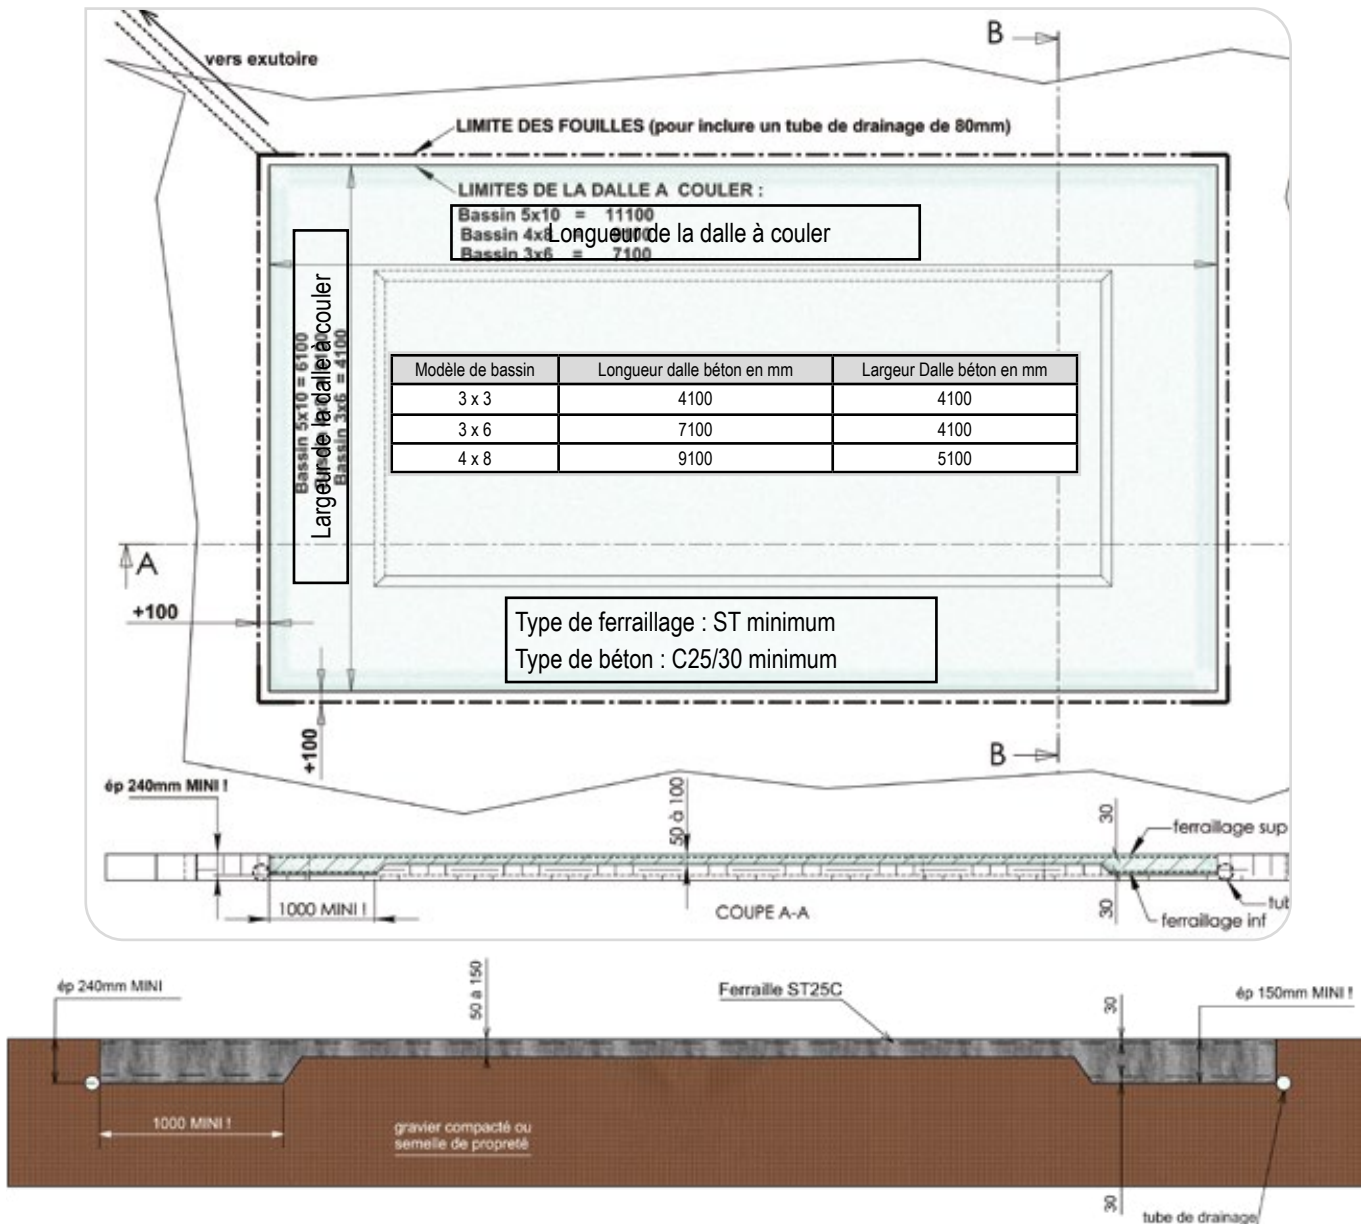 B
vers exutoire
LIMITE DES FOUILLES (pour inclure un tube de drainage de 80mm)
LIMITES DE LA DALLE A COULER :
Bassin 5x10 = 11100
Bassin 4x8
Longueur de la dalle à couler
Bassin 3x6 = 7100
Largeur de la dalle à couler
Bassin 5x10 = 6100
Bassin 3x6 = 4100
Modèle de bassin Longueur dalle béton en mm Largeur Dalle béton en mm
3 x 3 4100 4100
3 x 6 7100 4100
4 x 8 9100 5100
A
+100
Type de ferraillage : ST minimum
Type de béton : C25/30 minimum
+100
B
ép 240mm MINI !
50 à 100
30
ferraillage sup
1000 MINI !
COUPE A-A
30
ferraillage inf
tub
ép 240mm MINI
50 à 150
Ferraille ST25C
30
ép 150mm MINI !
1000 MINI !
gravier compacté ou
semelle de propreté
30
tube de drainage